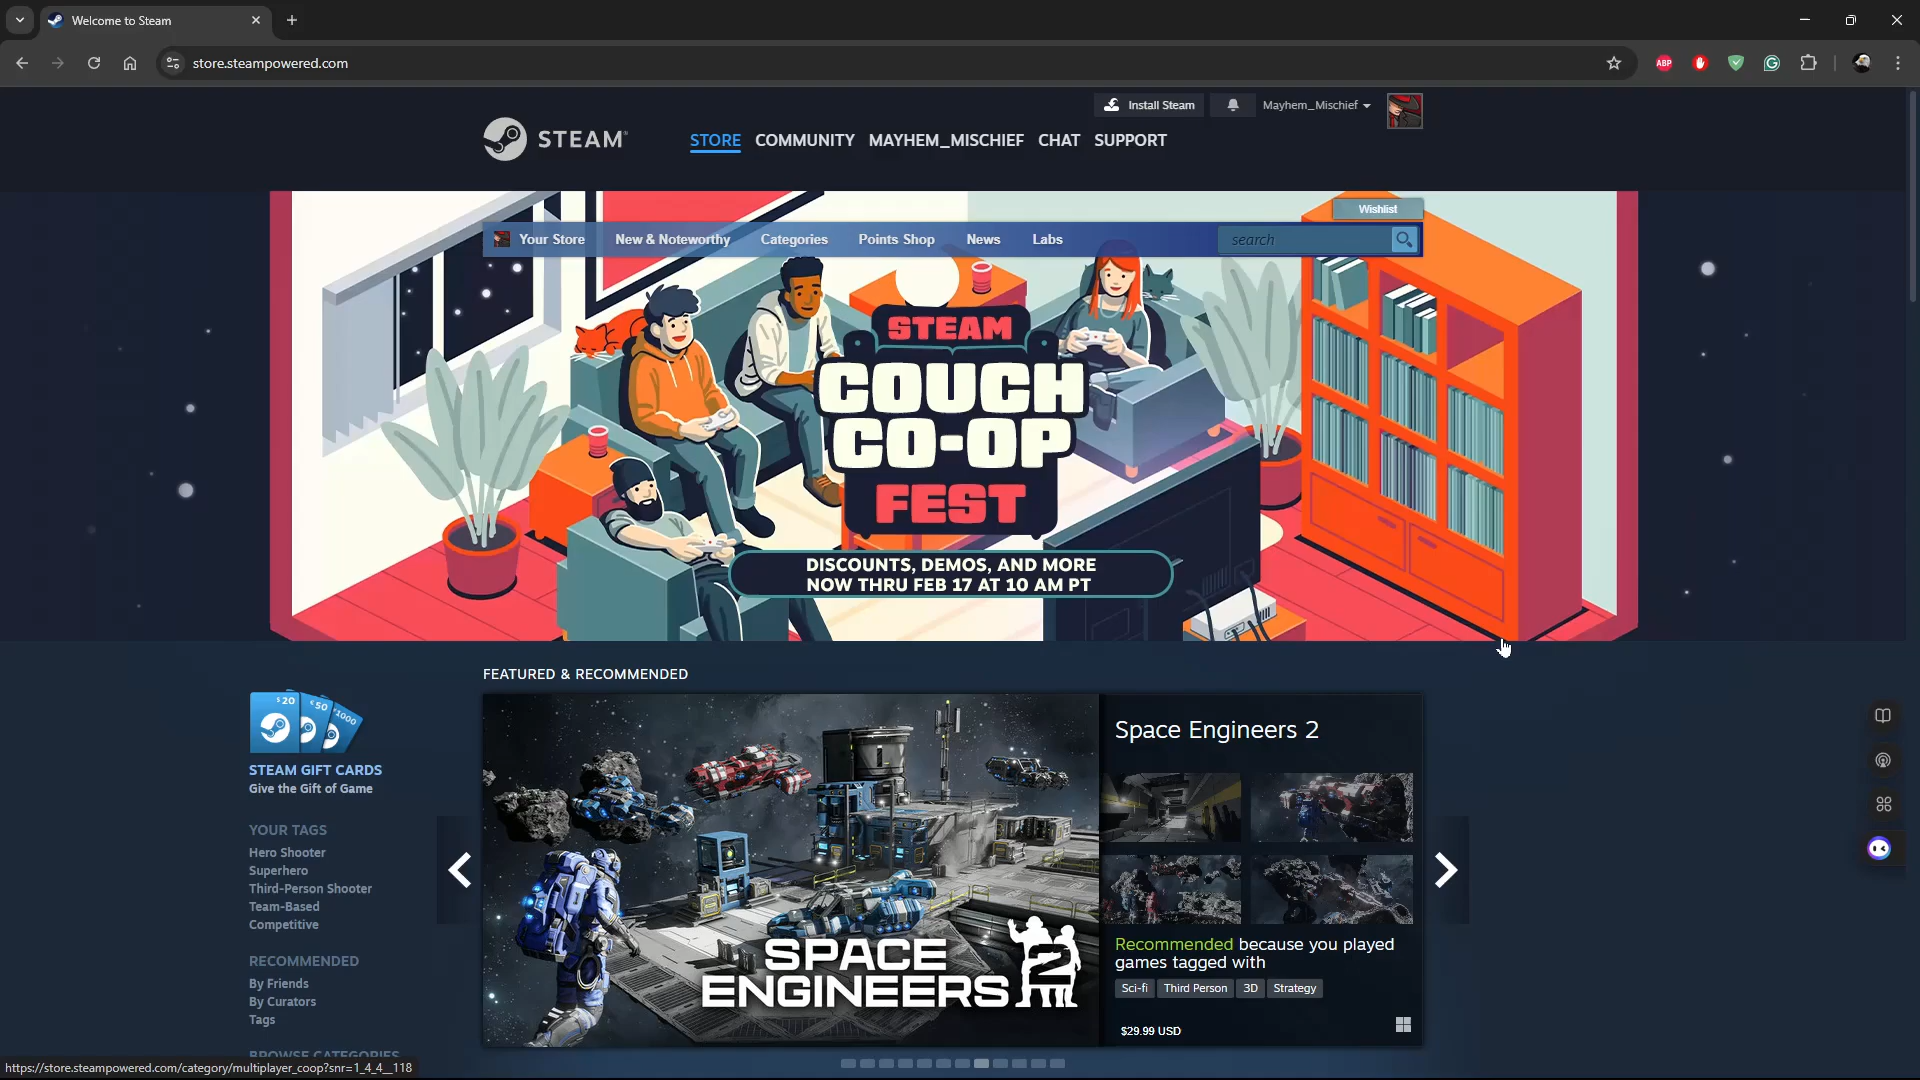 Welcome to Steam
store.steampowered.com
ABP
Install Steam
Mayhem_Mischief
STEAM®
STORE
COMMUNITY
MAYHEM_MISCHIEF
CHAT
SUPPORT
Wishlist
Your Store
New & Noteworthy
Categories
Points Shop
News
Labs
search
STEAM
COUCH
CO-OP
FEST
DISCOUNTS, DEMOS, AND MORE
NOW THRU FEB 17 AT 10 AM PT
FEATURED & RECOMMENDED
$20
€50
1000
STEAM GIFT CARDS
Give the Gift of Game
YOUR TAGS
Hero Shooter
Superhero
Third-Person Shooter
Team-Based
Competitive
RECOMMENDED
By Friends
By Curators
Tags
BROWSE CATEGORIES
SPACE
ENGINEERS 2
Space Engineers 2
Recommended because you played
games tagged with
Sci-fi
Third Person
3D
Strategy
$29.99 USD
https://store.steampowered.com/category/multiplayer_coop?snr=1_4_4__118